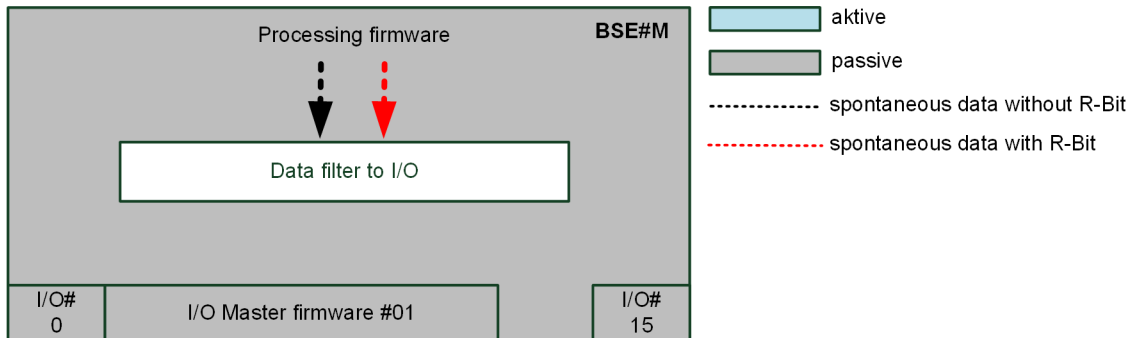 Processing firmware
BSE#M
Data filter to I/O
I/O#
0
I/O Master firmware #01
I/O#
15
aktive
passive
spontaneous data without R-Bit
spontaneous data with R-Bit